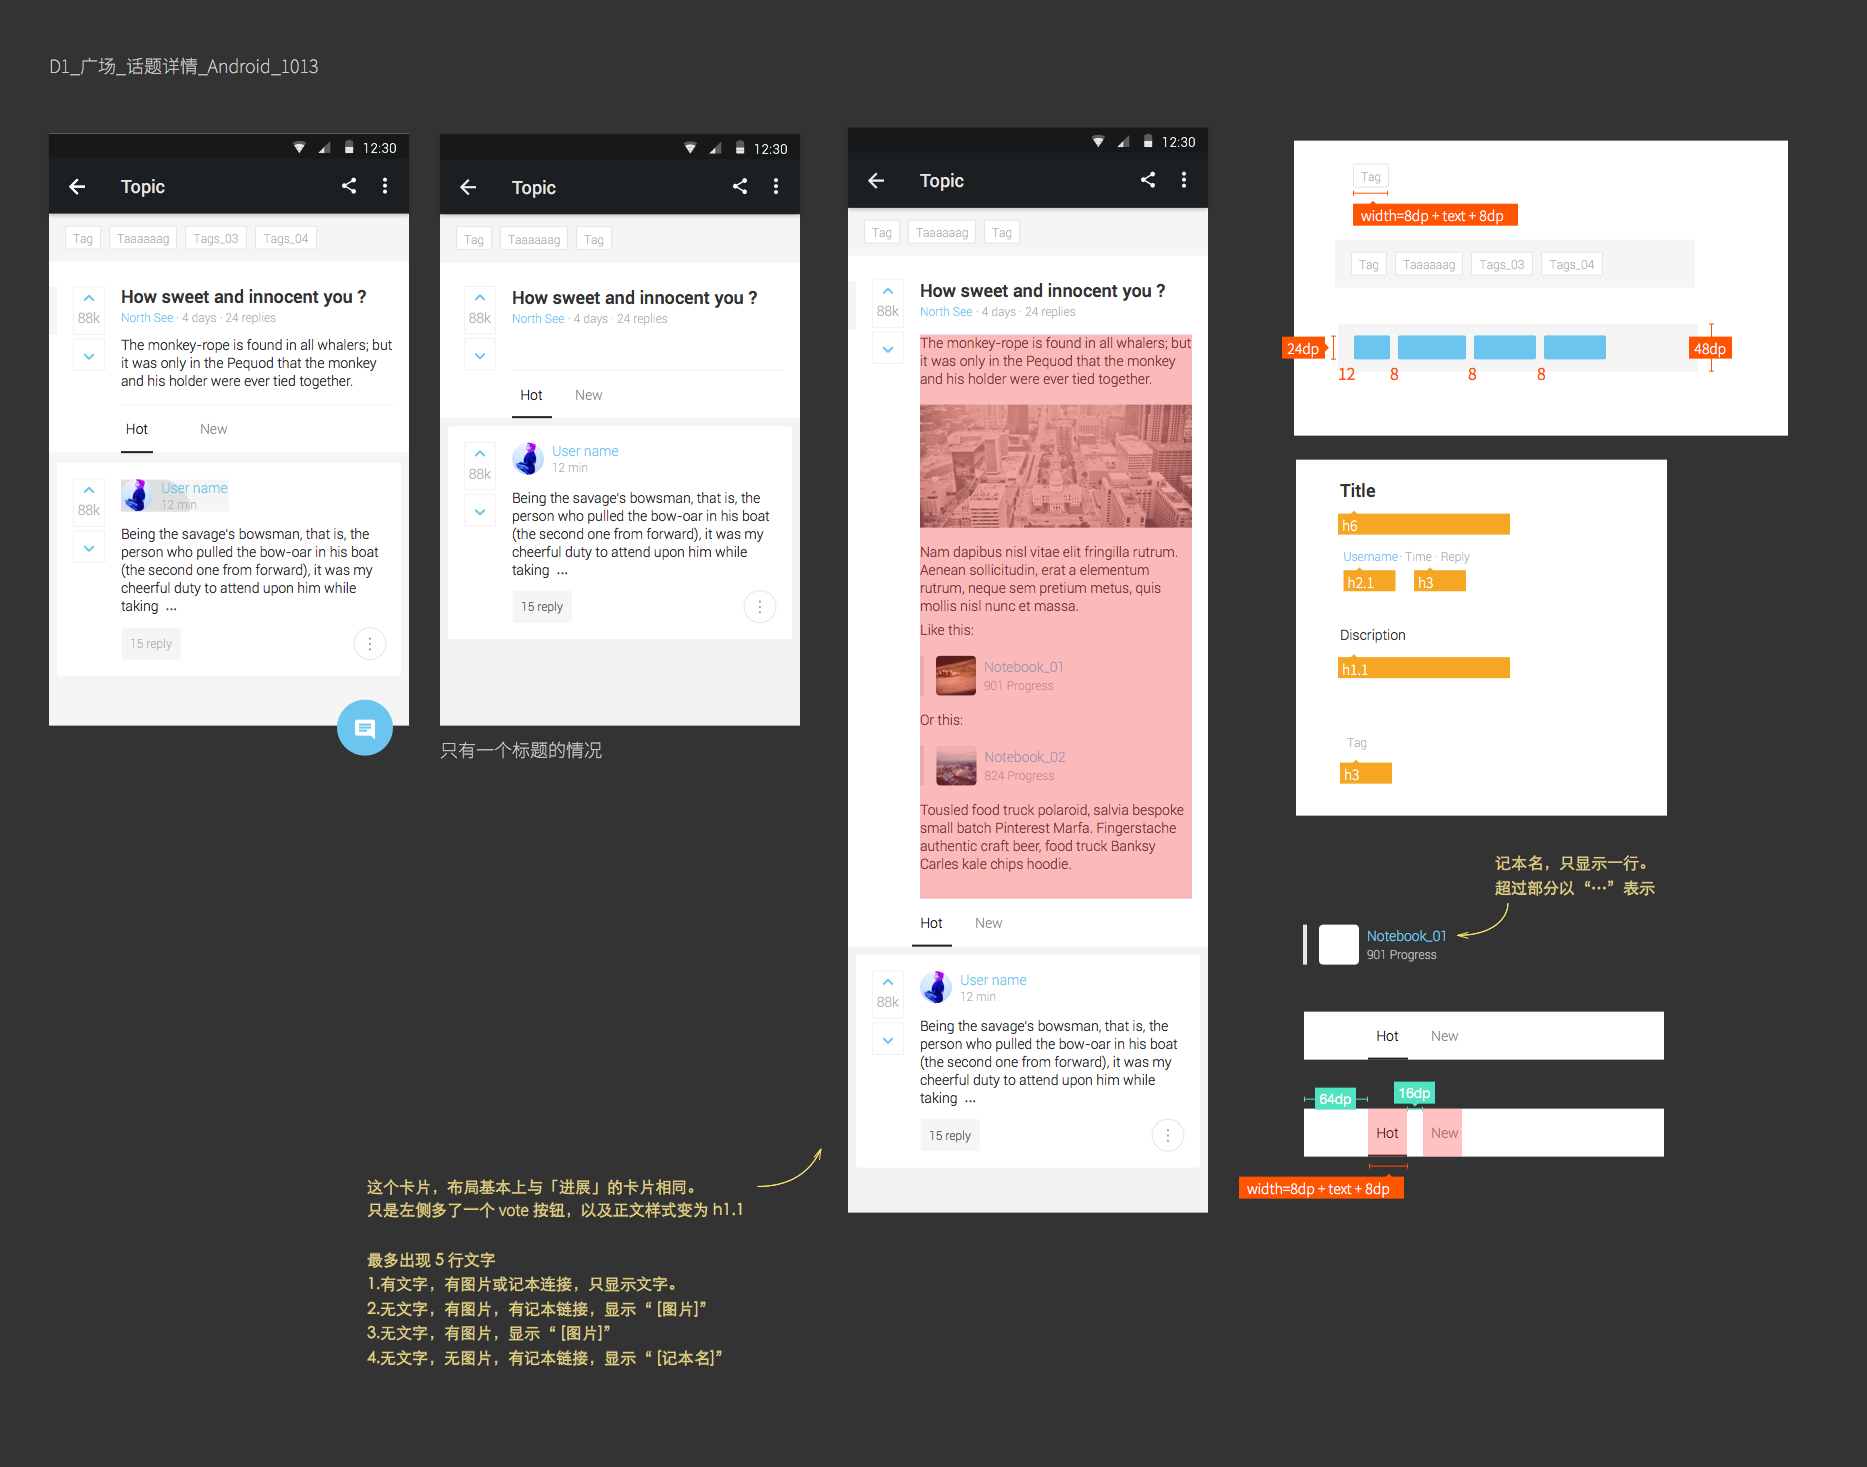 D1_广场_话题详情_Android_1013
12:30
Topic
Tag
Taaaaaag
Tags_03
Tags_04
88k
How sweet and innocent you ?
North See · 4 days · 24 replies
The monkey-rope is found in all whalers; but
it was only in the Pequod that the monkey
and his holder were ever tied together.
Hot
New
88k
User name
12 min
Being the savage's bowsman, that is, the
person who pulled the bow-oar in his boat
(the second one from forward), it was my
cheerful duty to attend upon him while
taking ...
15 reply
12:30
Topic
Tag
Taaaaaag
Tag
88k
How sweet and innocent you ?
North See · 4 days · 24 replies
Hot
New
88k
User name
12 min
Being the savage's bowsman, that is, the
person who pulled the bow-oar in his boat
(the second one from forward), it was my
cheerful duty to attend upon him while
taking ...
15 reply
只有一个标题的情况
12:30
Topic
Tag
Taaaaaag
Tag
88k
How sweet and innocent you ?
North See · 4 days · 24 replies
The monkey-rope is found in all whalers; but
it was only in the Pequod that the monkey
and his holder were ever tied together.
Nam dapibus nisl vitae elit fringilla rutrum.
Aenean sollicitudin, erat a elementum
rutrum, neque sem pretium metus, quis
mollis nisl nunc et massa.
Like this:
Notebook_01
901 Progress
Or this:
Notebook_02
824 Progress
Tousled food truck polaroid, salvia bespoke
small batch Pinterest Marfa. Fingerstache
authentic craft beer, food truck Banksy
Carles kale chips hoodie.
Hot
New
88k
User name
12 min
Being the savage's bowsman, that is, the
person who pulled the bow-oar in his boat
(the second one from forward), it was my
cheerful duty to attend upon him while
taking ...
15 reply
这个卡片，布局基本上与「进展」的卡片相同。
只是左侧多了一个 vote 按钮，以及正文样式变为 h1.1
最多出现 5 行文字
1.有文字，有图片或记本连接，只显示文字。
2.无文字，有图片，有记本链接，显示“ [图片]”
3.无文字，有图片，显示“ [图片]”
4.无文字，无图片，有记本链接，显示“ [记本名]”
Tag
width=8dp + text + 8dp
Tag
Taaaaaag
Tags_03
Tags_04
24dp
48dp
12
8
8
8
Title
h6
Username · Time · Reply
h2.1
h3
Discription
h1.1
Tag
h3
记本名，只显示一行。
超过部分以“…”表示
Notebook_01
901 Progress
Hot
New
64dp
16dp
Hot
New
width=8dp + text + 8dp